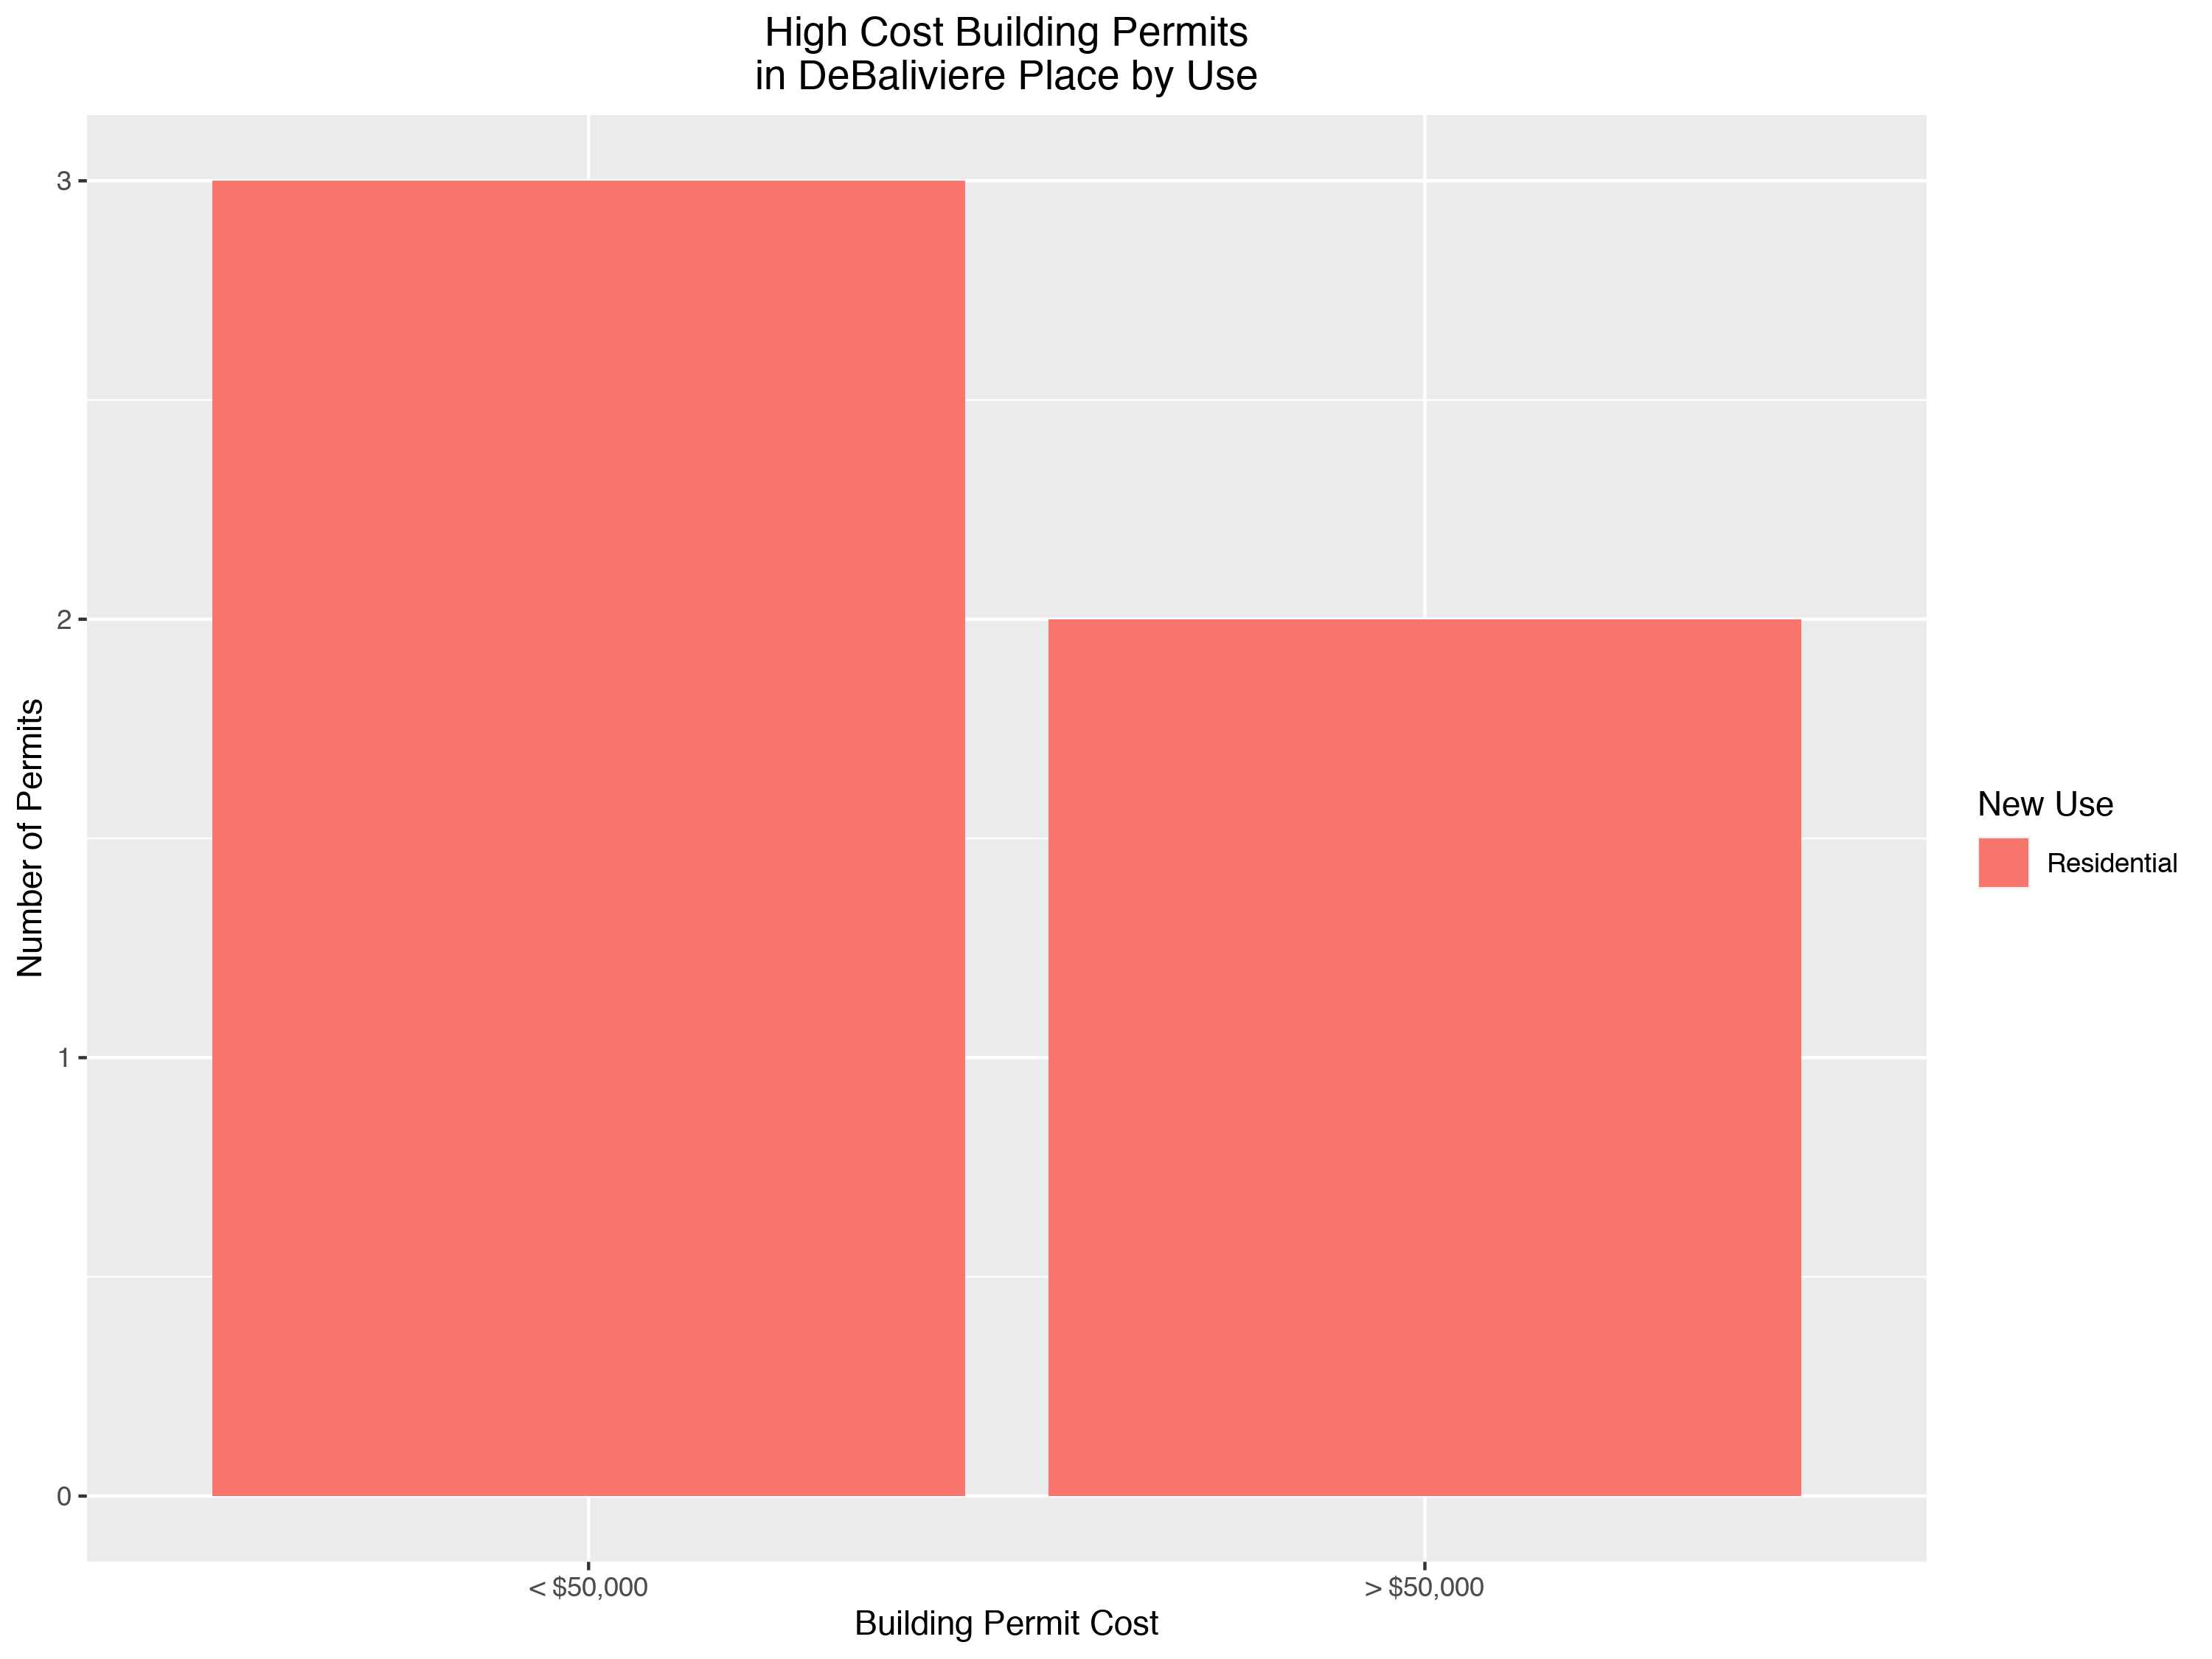 High Cost Building Permits
in DeBaliviere Place by Use
Number of Permits
3
2
1
0
< $50,000
> $50,000
Building Permit Cost
New Use
Residential